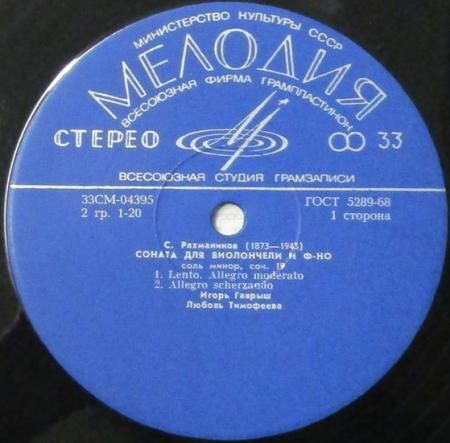 МИНИСТЕРСТВО КУЛЬТУРЫ СССР
МЕЛОДИЯ
ВСЕСОЮЗНАЯ ФИРМА ГРАМПЛАСТИНОК
СТЕРЕО 33
ВСЕСОЮЗНАЯ СТУДИЯ ГРАМЗАПИСИ
33СМ-04395 ГОСТ 5289-68
2 гр. 1-20 1 сторона
С. Рахманинов (1873—1943)
СОНАТА ДЛЯ ВИОЛОНЧЕЛИ И Ф-НО
соль минор, соч. 19
1. Lento. Allegro moderato
2. Allegro scherzando
Игорь Гавриш
Любовь Тимофеева